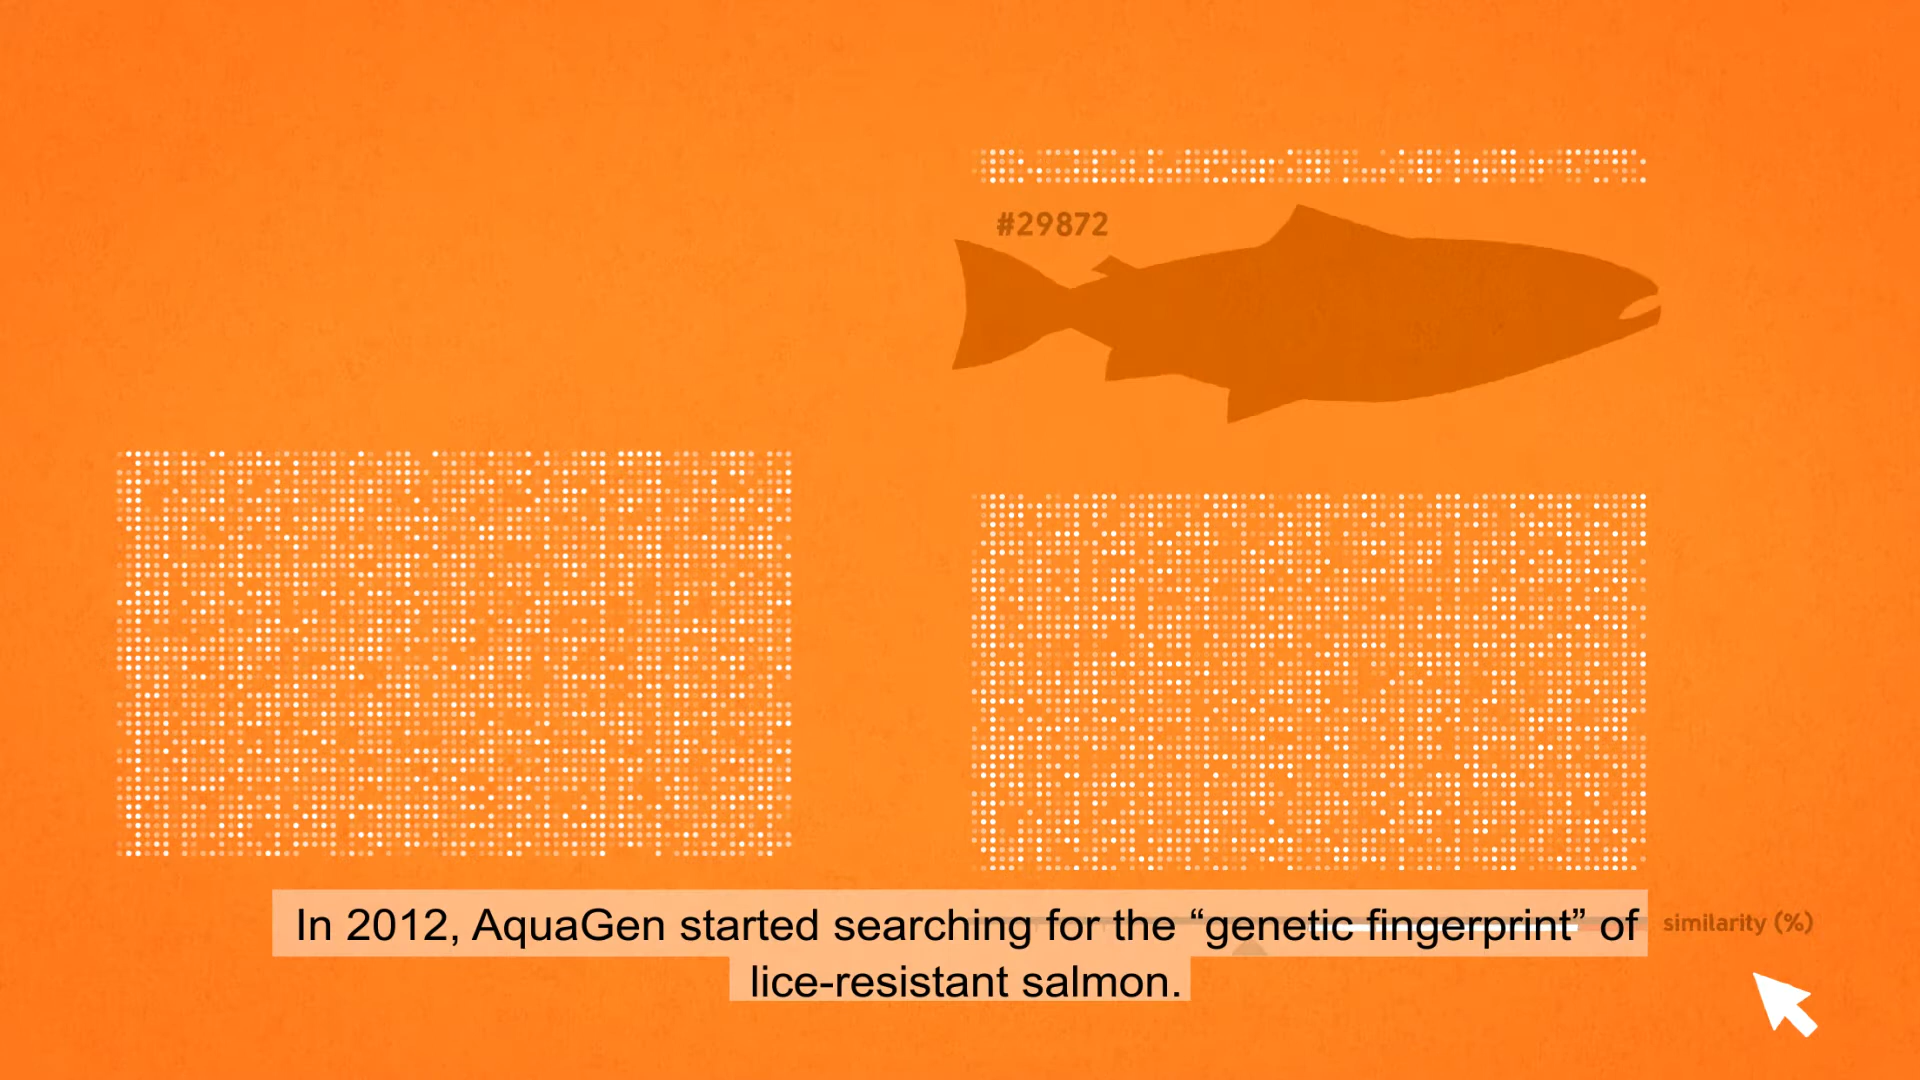 #29872
In 2012, AquaGen started searching for the “genetic fingerprint” of
lice-resistant salmon.
similarity (%)